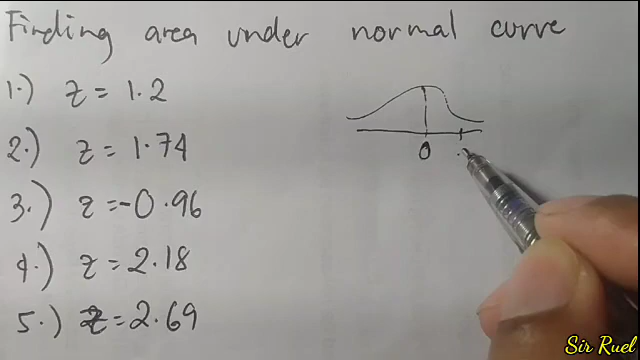 Finding area under normal curve
1.) z = 1.2
2.) z = 1.74
3.) z = -0.96
4.) z = 2.18
5.) z = 2.69
0
Sir Ruel